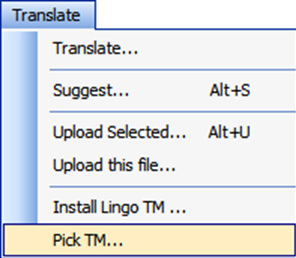 Translate
Translate...
Suggest... Alt+S
Upload Selected... Alt+U
Upload this file...
Install Lingo TM ...
Pick TM...